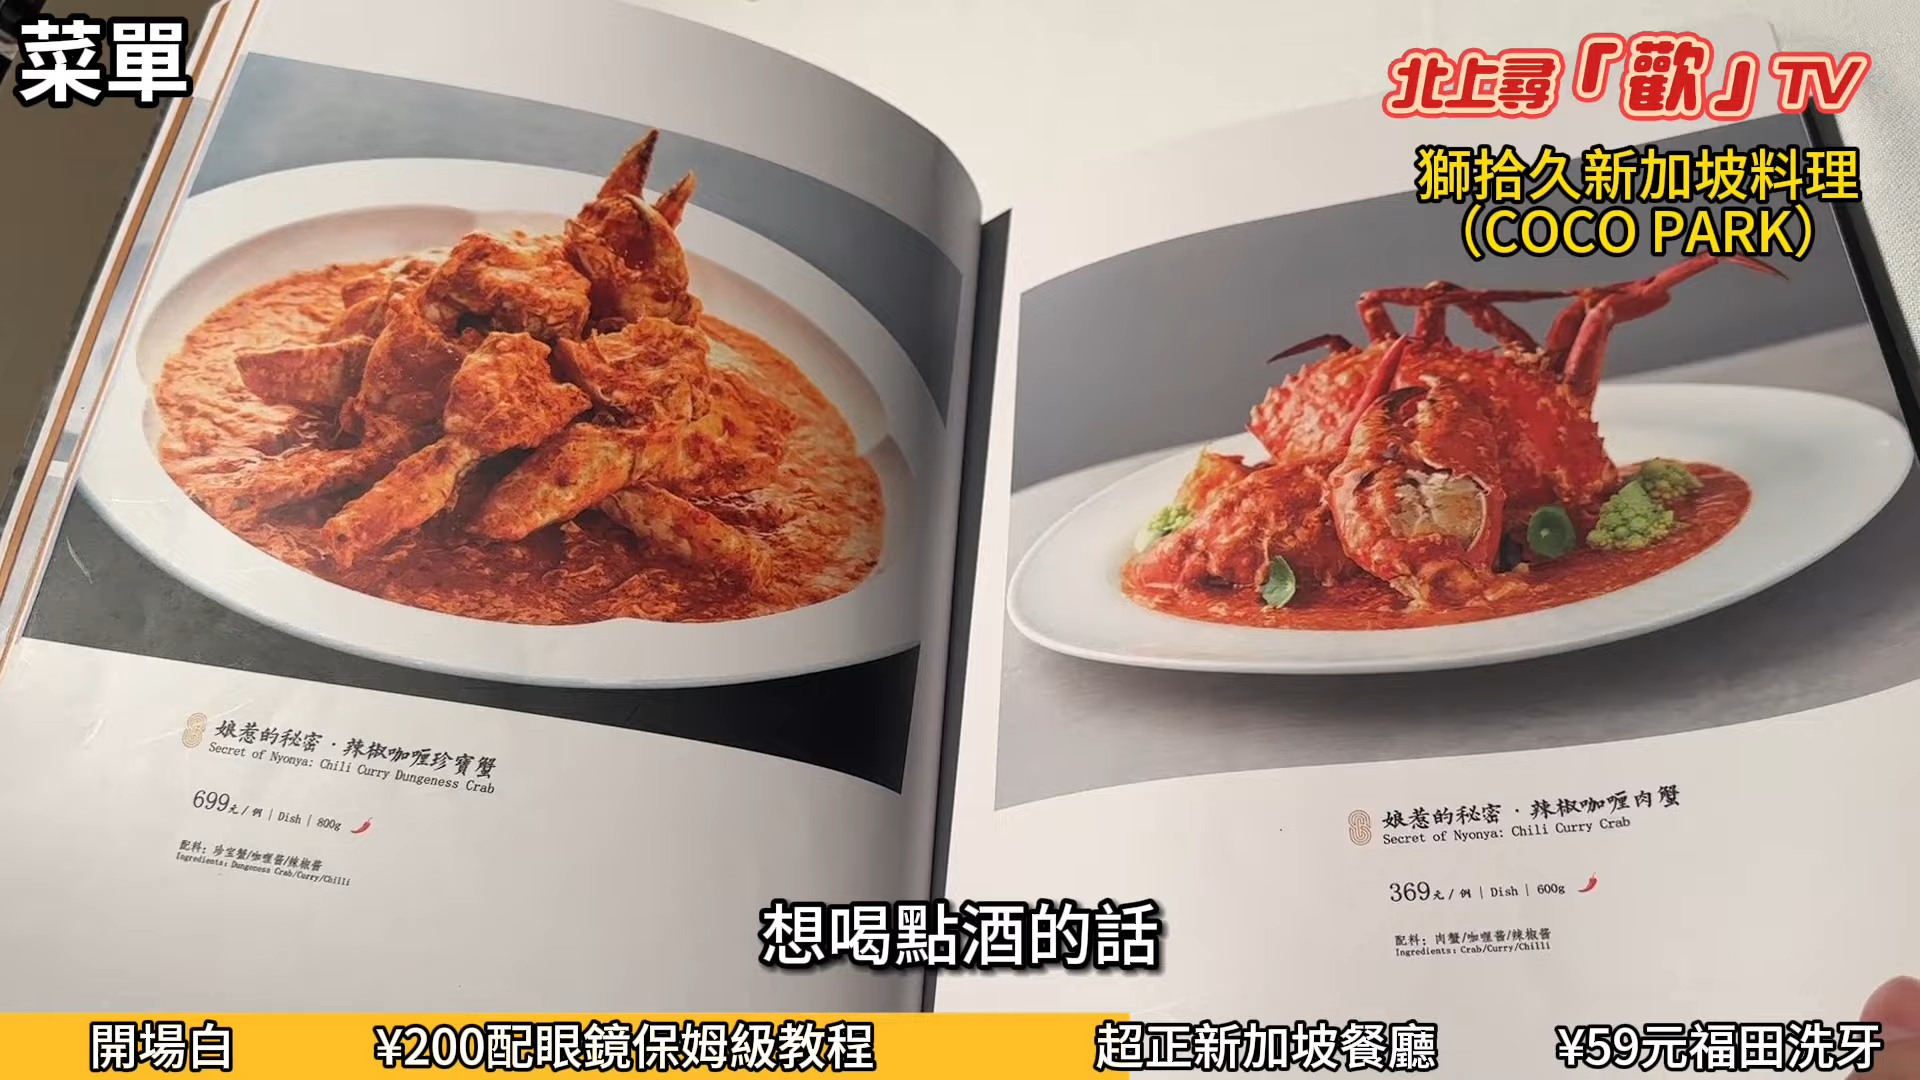 菜單
北上尋「歡」TV
獅拾久新加坡料理
(COCO PARK)
娘惹的秘密·辣椒咖喱珍寶蟹
Secret of Nyonya: Chili Curry Dungeness Crab
699元/例 | Dish | 800g
配料：珍宝蟹/咖喱酱/辣椒酱
Ingredients: Dungeness Crab/Curry/Chilli
娘惹的秘密·辣椒咖喱肉蟹
Secret of Nyonya: Chili Curry Crab
369元/例 | Dish | 600g
配料：肉蟹/咖喱酱/辣椒酱
Ingredients: Crab/Curry/Chilli
想喝點酒的話
開場白
¥200配眼鏡保姆級教程
超正新加坡餐廳
¥59元福田洗牙